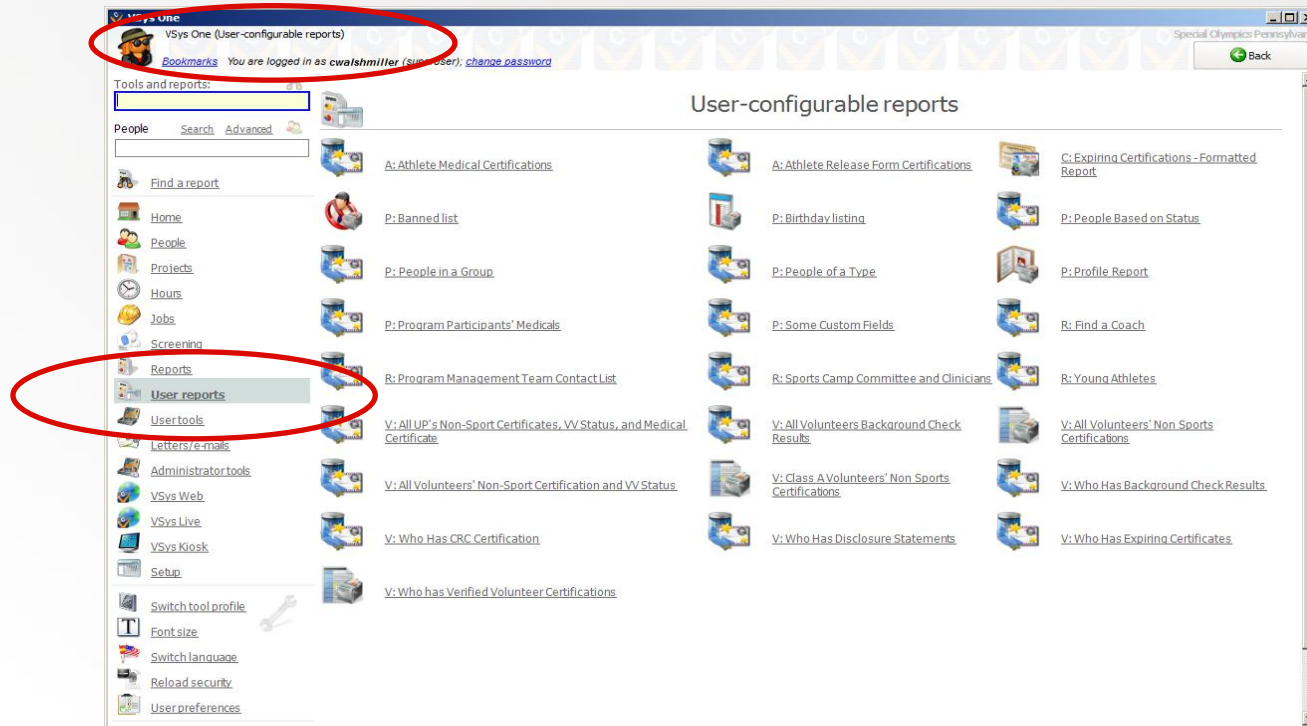 VSys One
VSys One (User-configurable reports)
Special Olympics
Bookmarks You are logged in as cwalshmiller (superuser); change password
Back
Tools and reports:
People Search Advanced
Find a report
Home
People
Projects
Hours
Jobs
Screening
Reports
User reports
User tools
Letters/e-mails
Administrator tools
VSys Web
VSys Live
VSys Kiosk
Setup
Switch tool profile
Font size
Switch language
Reload security
User preferences
User-configurable reports
A: Athlete Medical Certifications
A: Athlete Release Form Certifications
C: Expiring Certifications - Formatted
Report
P: Banned list
P: Birthday listing
P: People Based on Status
P: People in a Group
P: People of a Type
P: Profile Report
P: Program Participants' Medicals
P: Some Custom Fields
R: Find a Coach
R: Program Management Team Contact List
R: Sports Camp Committee and Clinicians
R: Young Athletes
V: All UP's Non-Sport Certificates, VV Status, and Medical
Certificate
V: All Volunteers Background Check
Results
V: All Volunteers' Non Sports
Certifications
V: All Volunteers' Non-Sport Certification and VV Status
V: Class A Volunteers' Non Sports
Certifications
V: Who Has Background Check Results
V: Who Has CRC Certification
V: Who Has Disclosure Statements
V: Who Has Expiring Certificates
V: Who has Verified Volunteer Certifications